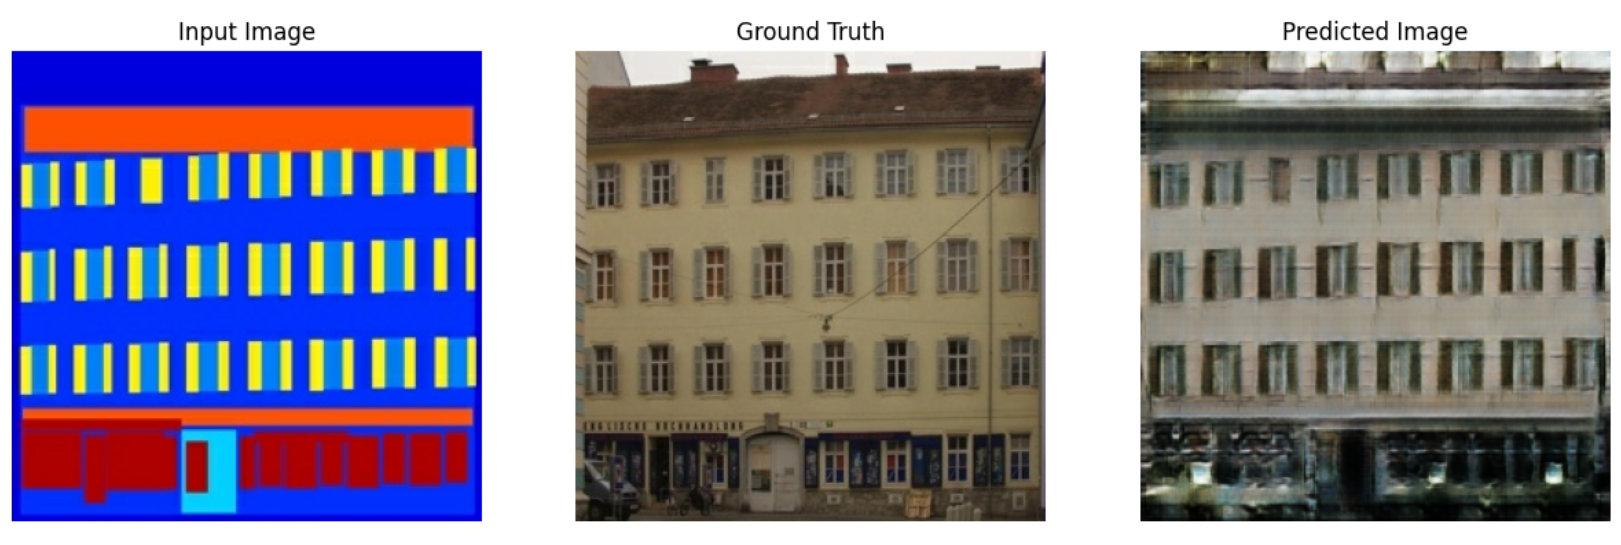 Input Image
Ground Truth
Predicted Image